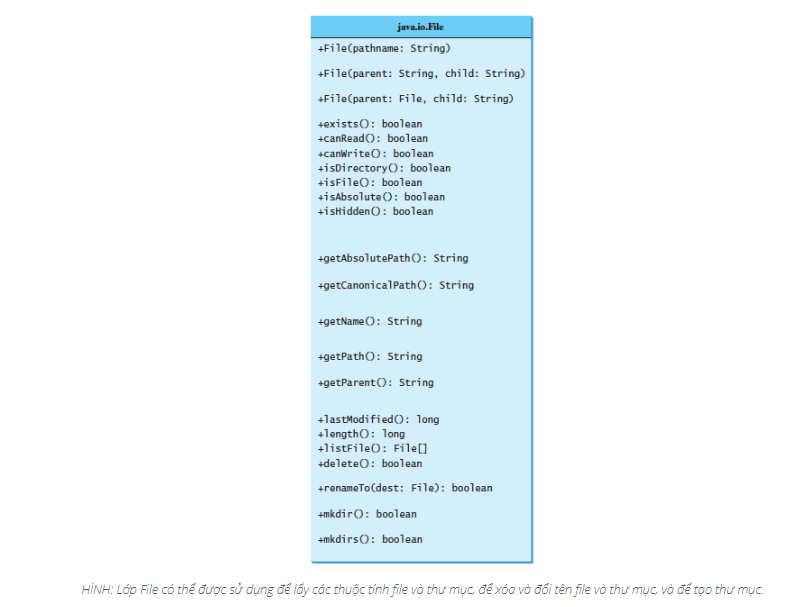 java.io.File
+File(pathname: String)
+File(parent: String, child: String)
+File(parent: File, child: String)
+exists(): boolean
+canRead(): boolean
+canWrite(): boolean
+isDirectory(): boolean
+isFile(): boolean
+isAbsolute(): boolean
+isHidden(): boolean
+getAbsolutePath(): String
+getCanonicalPath(): String
+getName(): String
+getPath(): String
+getParent(): String
+lastModified(): long
+length(): long
+listFile(): File[]
+delete(): boolean
+renameTo(dest: File): boolean
+mkdir(): boolean
+mkdirs(): boolean
HÌNH: Lớp File có thể được sử dụng để lấy các thuộc tính file và thư mục, để xóa và đổi tên file và thư mục, và để tạo thư mục.